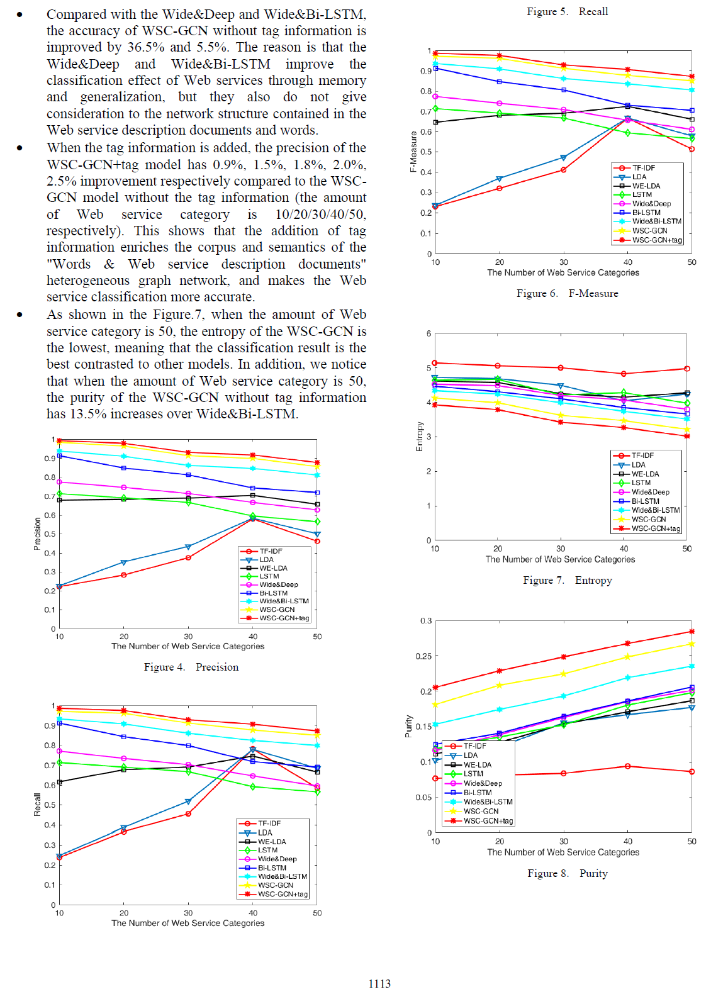 • Compared with the Wide&Deep and Wide&Bi-LSTM,
the accuracy of WSC-GCN without tag information is
improved by 36.5% and 5.5%. The reason is that the
Wide&Deep and Wide&Bi-LSTM improve the
classification effect of Web services through memory
and generalization, but they also do not give
consideration to the network structure contained in the
Web service description documents and words.
• When the tag information is added, the precision of the
WSC-GCN+tag model has 0.9%, 1.5%, 1.8%, 2.0%,
2.5% improvement respectively compared to the WSC-
GCN model without the tag information (the amount
of Web service category is 10/20/30/40/50,
respectively). This shows that the addition of tag
information enriches the corpus and semantics of the
"Words & Web service description documents"
heterogeneous graph network, and makes the Web
service classification more accurate.
• As shown in the Figure.7, when the amount of Web
service category is 50, the entropy of the WSC-GCN is
the lowest, meaning that the classification result is the
best contrasted to other models. In addition, we notice
that when the amount of Web service category is 50,
the purity of the WSC-GCN without tag information
has 13.5% increases over Wide&Bi-LSTM.
1
0.9
0.8
0.7
0.6
0.5
0.4
0.3
0.2
0.1
0
Precision
TF-IDF
LDA
WE-LDA
LSTM
Wide&Deep
Bi-LSTM
Wide&Bi-LSTM
WSC-GCN
WSC-GCN+tag
10 20 30 40 50
The Number of Web Service Categories
Figure 4. Precision
1
0.9
0.8
0.7
0.6
0.5
0.4
0.3
0.2
0.1
0
Recall
TF-IDF
LDA
WE-LDA
LSTM
Wide&Deep
Bi-LSTM
Wide&Bi-LSTM
WSC-GCN
WSC-GCN+tag
10 20 30 40 50
The Number of Web Service Categories
Figure 5. Recall
1
0.9
0.8
0.7
0.6
0.5
0.4
0.3
0.2
0.1
0
F-Measure
TF-IDF
LDA
WE-LDA
LSTM
Wide&Deep
Bi-LSTM
Wide&Bi-LSTM
WSC-GCN
WSC-GCN+tag
10 20 30 40 50
The Number of Web Service Categories
Figure 6. F-Measure
6
5
4
3
2
1
0
Entropy
TF-IDF
LDA
WE-LDA
LSTM
Wide&Deep
Bi-LSTM
Wide&Bi-LSTM
WSC-GCN
WSC-GCN+tag
10 20 30 40 50
The Number of Web Service Categories
Figure 7. Entropy
0.3
0.25
0.2
0.15
0.1
0.05
0
Purity
TF-IDF
LDA
WE-LDA
LSTM
Wide&Deep
Bi-LSTM
Wide&Bi-LSTM
WSC-GCN
WSC-GCN+tag
10 20 30 40 50
The Number of Web Service Categories
Figure 8. Purity
1113